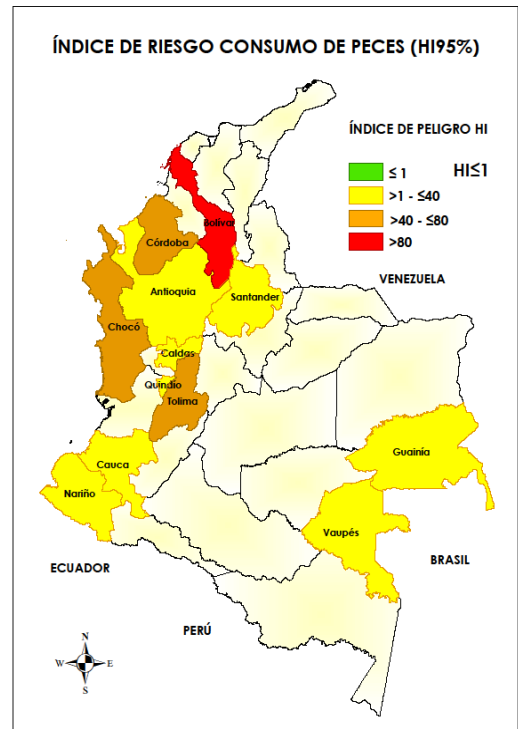 ÍNDICE DE RIESGO CONSUMO DE PECES (HI95%)
ÍNDICE DE PELIGRO HI
≤ 1 HI≤1
>1 - ≤40
>40 - ≤80
>80
Bolívar
Córdoba
VENEZUELA
Antioquia
Santander
Chocó
Caldas
Quindío
Tolima
Cauca
Guainía
Nariño
Vaupés
ECUADOR
BRASIL
PERÚ
N
W E
S